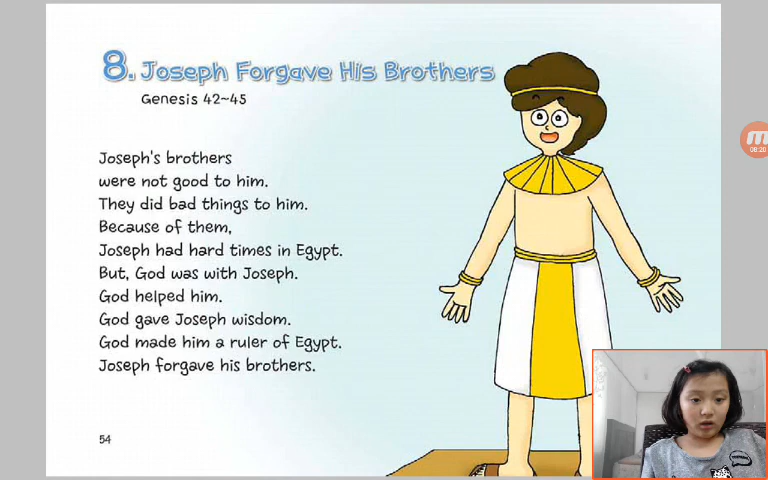 8. Joseph Forgave His Brothers
Genesis 42~45
Joseph's brothers
were not good to him.
They did bad things to him.
Because of them,
Joseph had hard times in Egypt.
But, God was with Joseph.
God helped him.
God gave Joseph wisdom.
God made him a ruler of Egypt.
Joseph forgave his brothers.
54
08:20